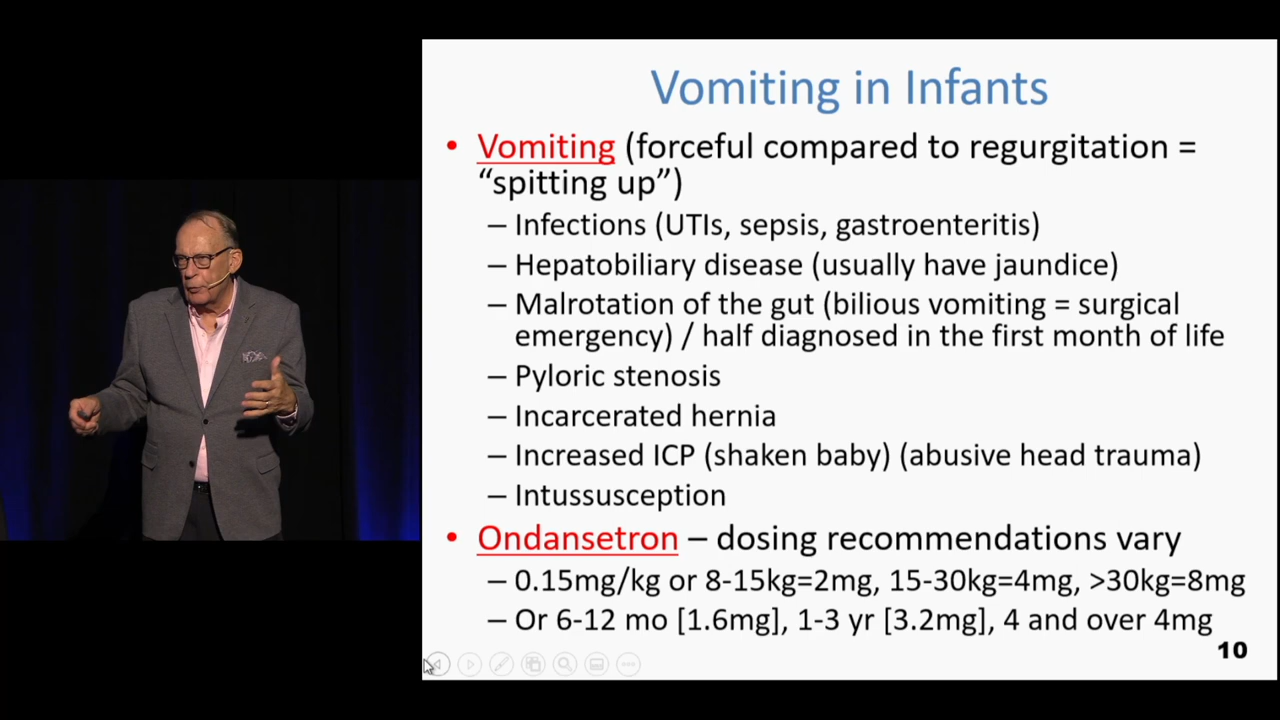 Vomiting in Infants
• Vomiting (forceful compared to regurgitation =
“spitting up”)
– Infections (UTIs, sepsis, gastroenteritis)
– Hepatobiliary disease (usually have jaundice)
– Malrotation of the gut (bilious vomiting = surgical
emergency) / half diagnosed in the first month of life
– Pyloric stenosis
– Incarcerated hernia
– Increased ICP (shaken baby) (abusive head trauma)
– Intussusception
• Ondansetron – dosing recommendations vary
– 0.15mg/kg or 8-15kg=2mg, 15-30kg=4mg, >30kg=8mg
– Or 6-12 mo [1.6mg], 1-3 yr [3.2mg], 4 and over 4mg
10